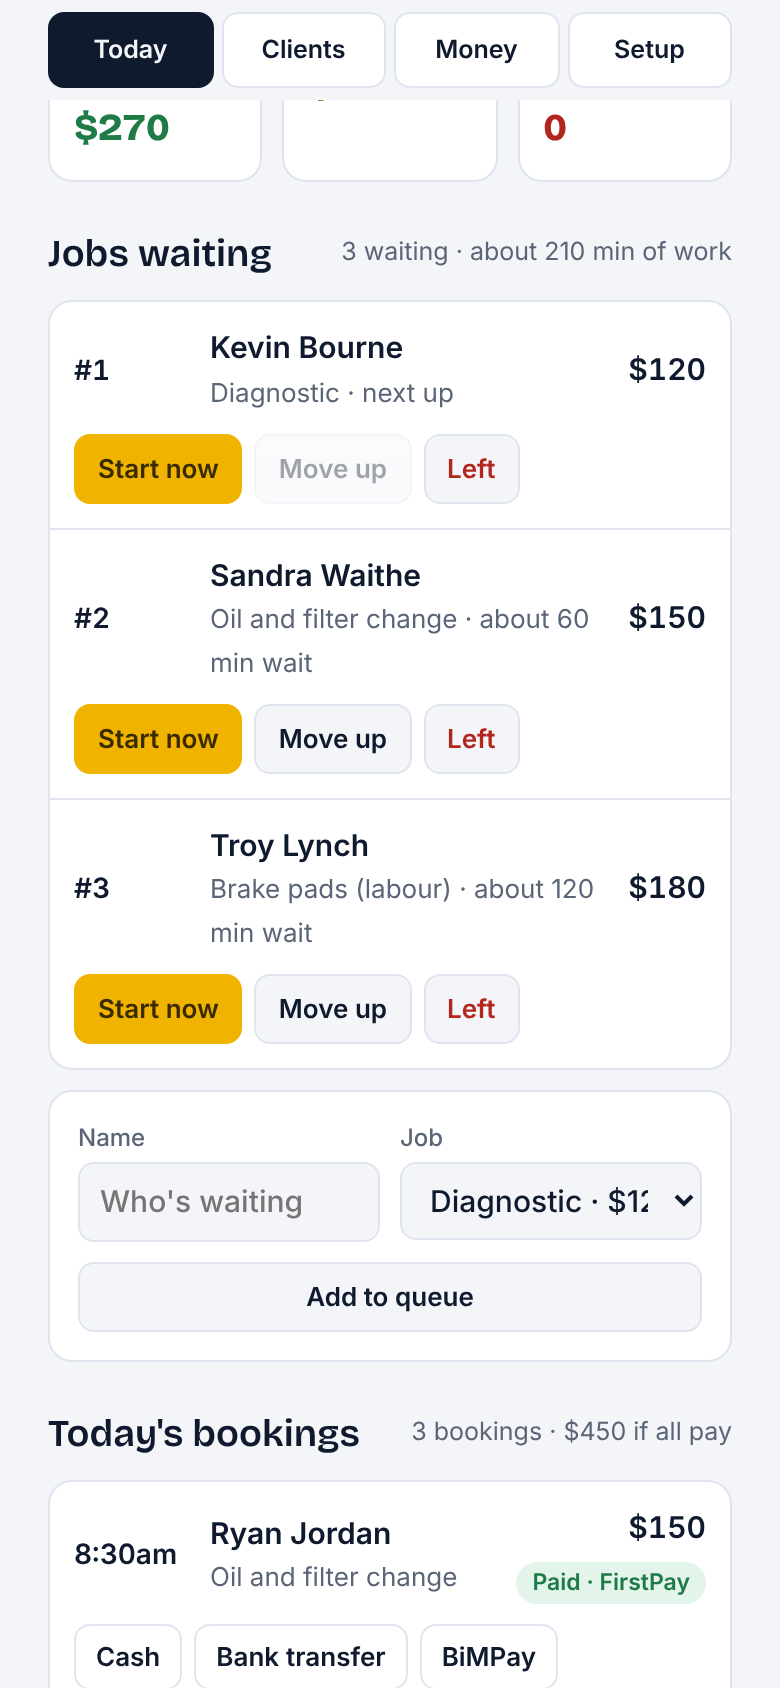 Today
Clients
Money
Setup
$270
0
Jobs waiting
3 waiting · about 210 min of work
#1
Kevin Bourne
Diagnostic · next up
$120
Start now
Move up
Left
#2
Sandra Waithe
Oil and filter change · about 60
min wait
$150
Start now
Move up
Left
#3
Troy Lynch
Brake pads (labour) · about 120
min wait
$180
Start now
Move up
Left
Name
Job
Who's waiting
Diagnostic · $12
Add to queue
Today's bookings
3 bookings · $450 if all pay
8:30am
Ryan Jordan
Oil and filter change
$150
Paid · FirstPay
Cash
Bank transfer
BiMPay